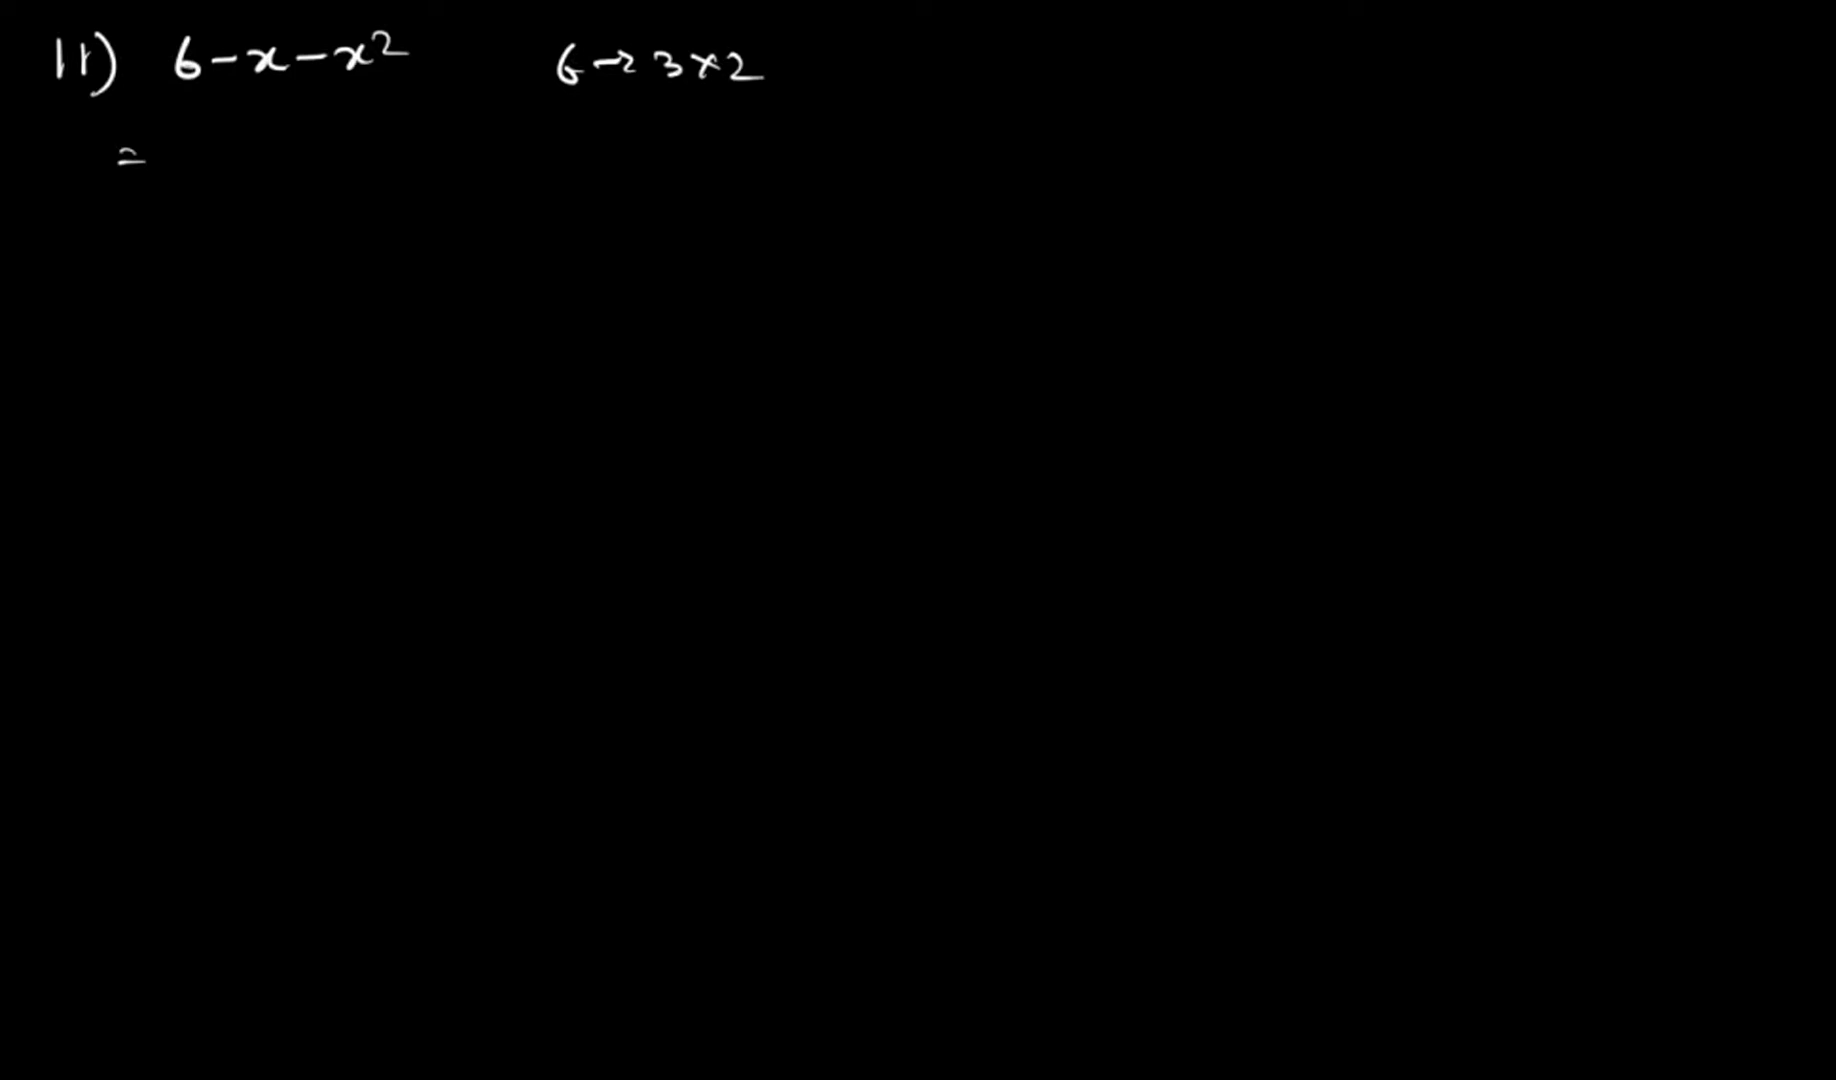 11) 6-x-x² 6→3×2
=